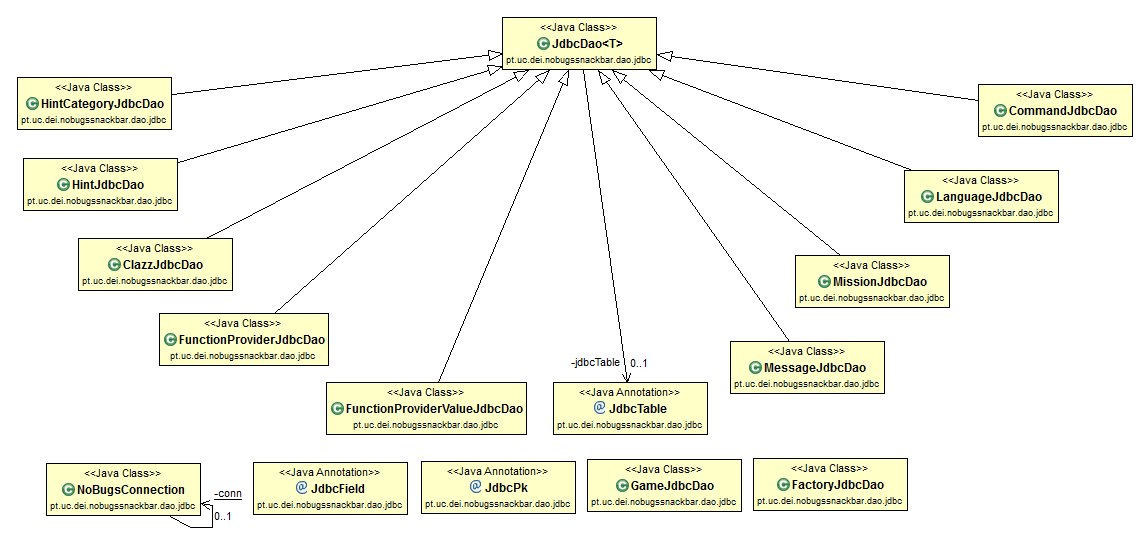 <<Java Class>>
JdbcDao<T>
pt.uc.dei.nobugssnackbar.dao.jdbc
<<Java Class>>
HintCategoryJdbcDao
pt.uc.dei.nobugssnackbar.dao.jdbc
<<Java Class>>
CommandJdbcDao
pt.uc.dei.nobugssnackbar.dao.jdbc
<<Java Class>>
HintJdbcDao
pt.uc.dei.nobugssnackbar.dao.jdbc
<<Java Class>>
LanguageJdbcDao
pt.uc.dei.nobugssnackbar.dao.jdbc
<<Java Class>>
ClazzJdbcDao
pt.uc.dei.nobugssnackbar.dao.jdbc
<<Java Class>>
MissionJdbcDao
pt.uc.dei.nobugssnackbar.dao.jdbc
<<Java Class>>
FunctionProviderJdbcDao
pt.uc.dei.nobugssnackbar.dao.jdbc
<<Java Class>>
MessageJdbcDao
pt.uc.dei.nobugssnackbar.dao.jdbc
-jdbcTable
0..1
<<Java Class>>
FunctionProviderValueJdbcDao
pt.uc.dei.nobugssnackbar.dao.jdbc
<<Java Annotation>>
@ JdbcTable
pt.uc.dei.nobugssnackbar.dao.jdbc
<<Java Class>>
NoBugsConnection
pt.uc.dei.nobugssnackbar.dao.jdbc
-conn
0..1
<<Java Annotation>>
@ JdbcField
pt.uc.dei.nobugssnackbar.dao.jdbc
<<Java Annotation>>
@ JdbcPk
pt.uc.dei.nobugssnackbar.dao.jdbc
<<Java Class>>
GameJdbcDao
pt.uc.dei.nobugssnackbar.dao.jdbc
<<Java Class>>
FactoryJdbcDao
pt.uc.dei.nobugssnackbar.dao.jdbc